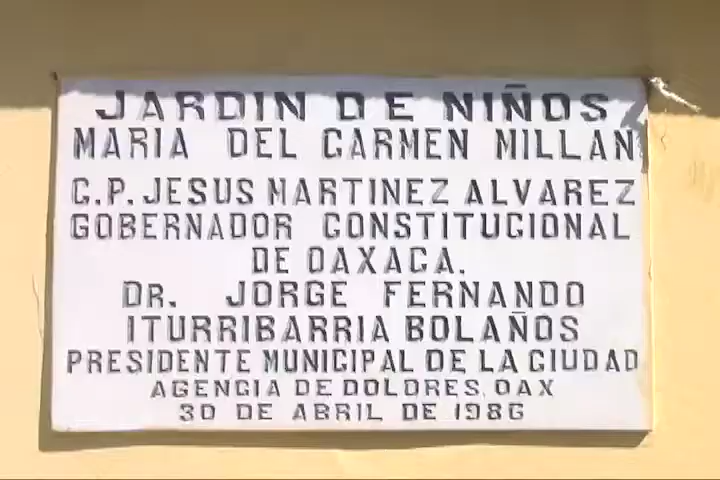 JARDIN DE NIÑOS
MARIA DEL CARMEN MILLAN
C.P. JESUS MARTINEZ ALVAREZ
GOBERNADOR CONSTITUCIONAL
DE OAXACA.
DR. JORGE FERNANDO
ITURRIBARRIA BOLAÑOS
PRESIDENTE MUNICIPAL DE LA CIUDAD
AGENCIA DE DOLORES, OAX
30 DE ABRIL DE 1986